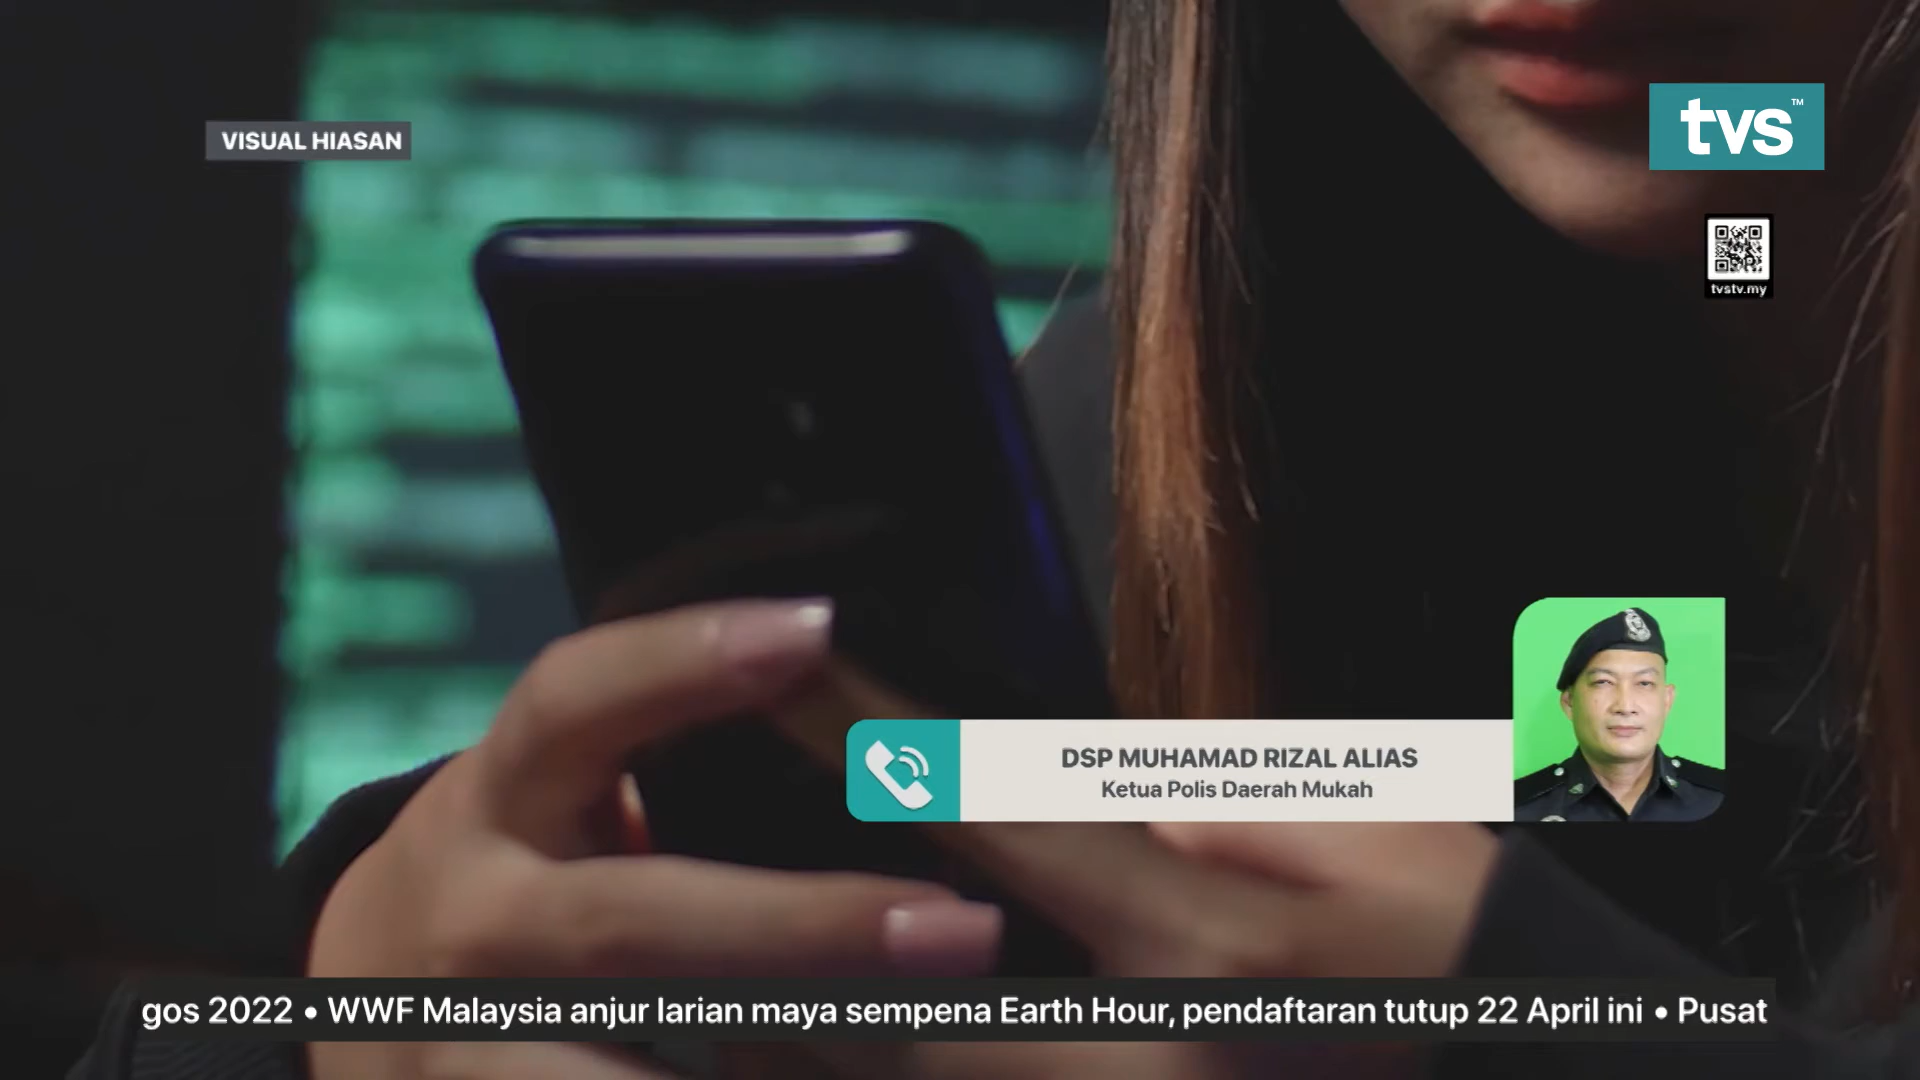 VISUAL HIASAN
tvs™
tvstv.my
DSP MUHAMAD RIZAL ALIAS
Ketua Polis Daerah Mukah
gos 2022 • WWF Malaysia anjur larian maya sempena Earth Hour, pendaftaran tutup 22 April ini • Pusat